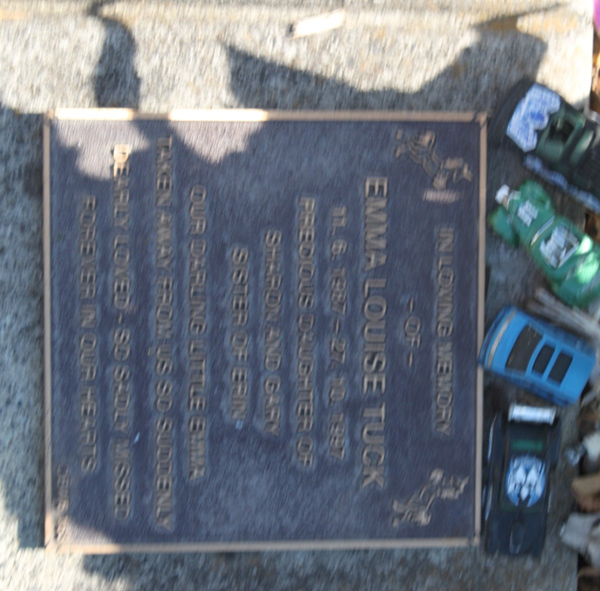 IN LOVING MEMORY
– OF –
EMMA LOUISE TUCK
11. 6. 1997 – 27. 10. 1997
PRECIOUS DAUGHTER OF
SHARON AND GARY
SISTER OF ERIN
OUR DARLING LITTLE EMMA
TAKEN AWAY FROM US SO SUDDENLY
DEARLY LOVED - SO SADLY MISSED
FOREVER IN OUR HEARTS